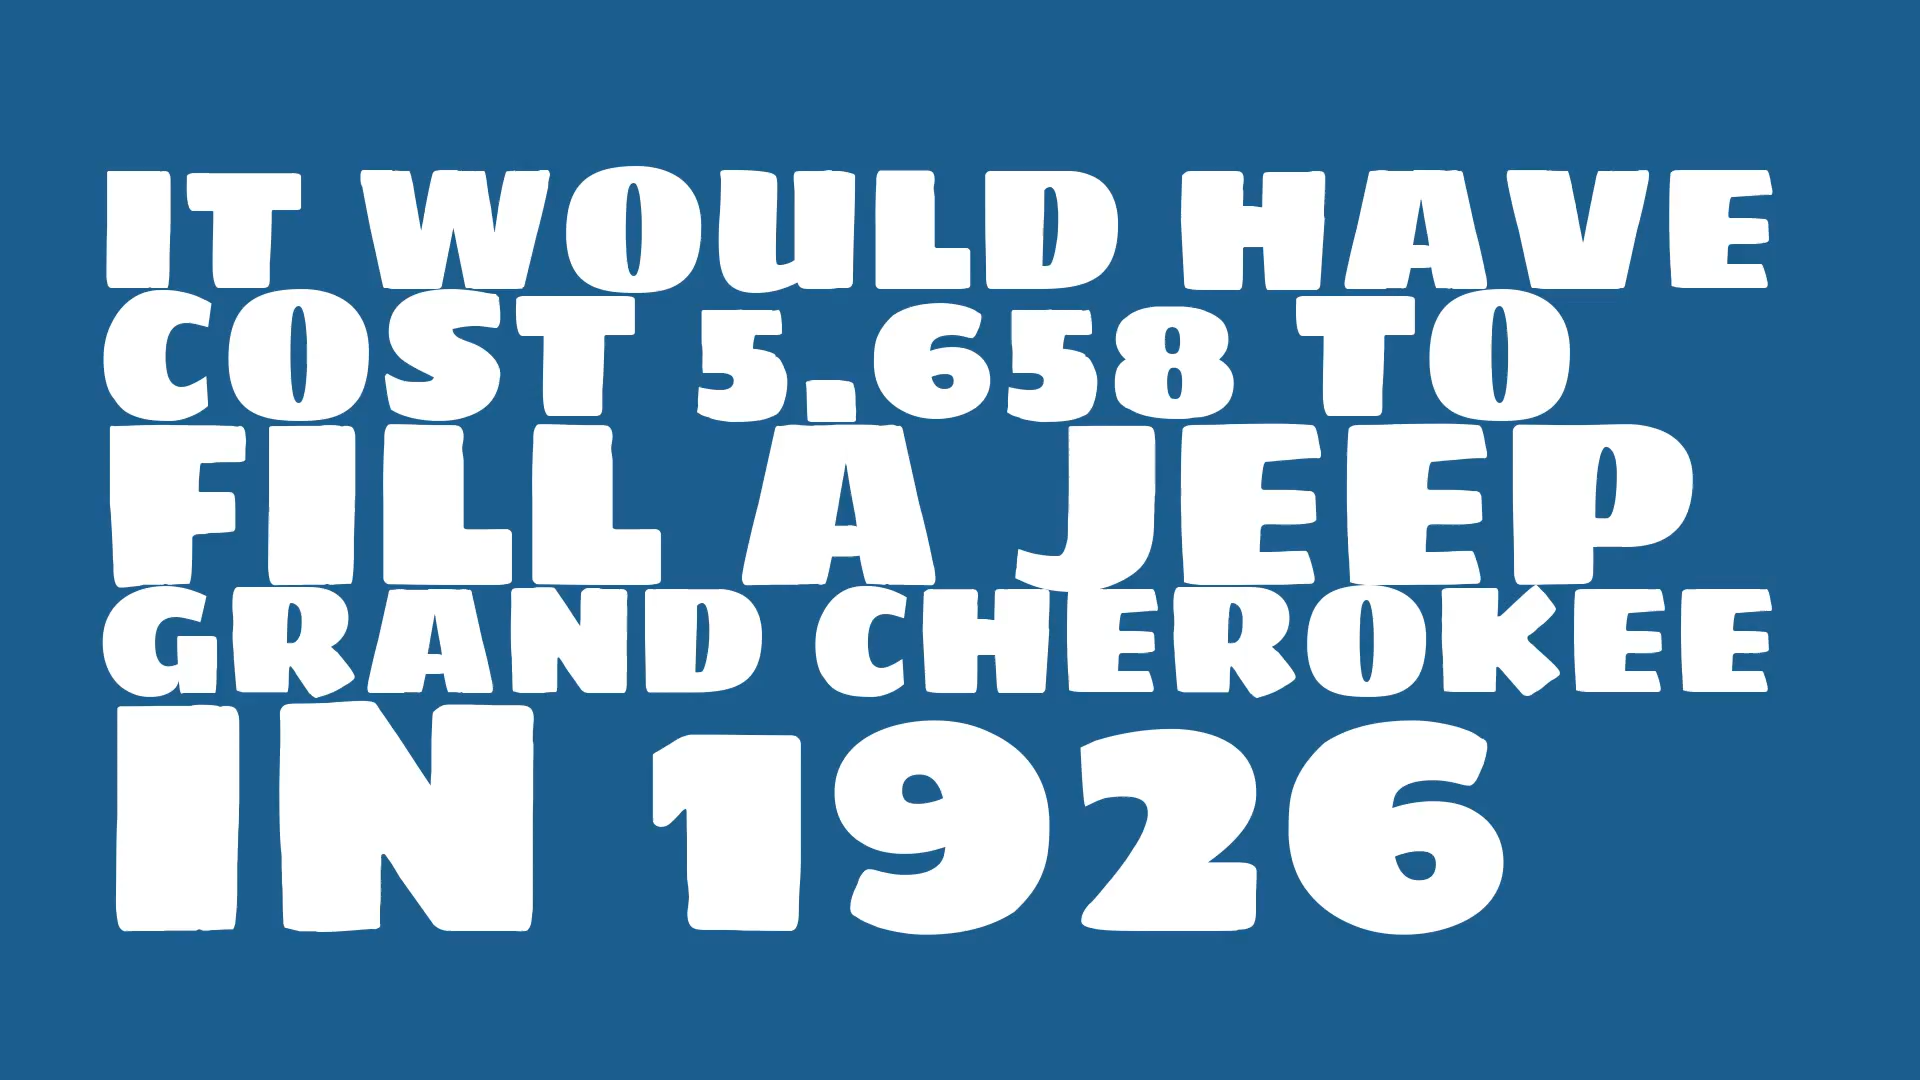 IT WOULD HAVE
COST 5.658 TO
FILL A JEEP
GRAND CHEROKEE
IN 1926